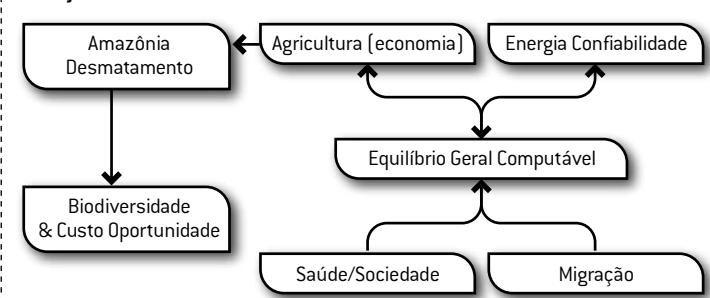 Amazônia
Desmatamento
Agricultura (economia)
Energia Confiabilidade
Equilíbrio Geral Computável
Biodiversidade
& Custo Oportunidade
Saúde/Sociedade
Migração